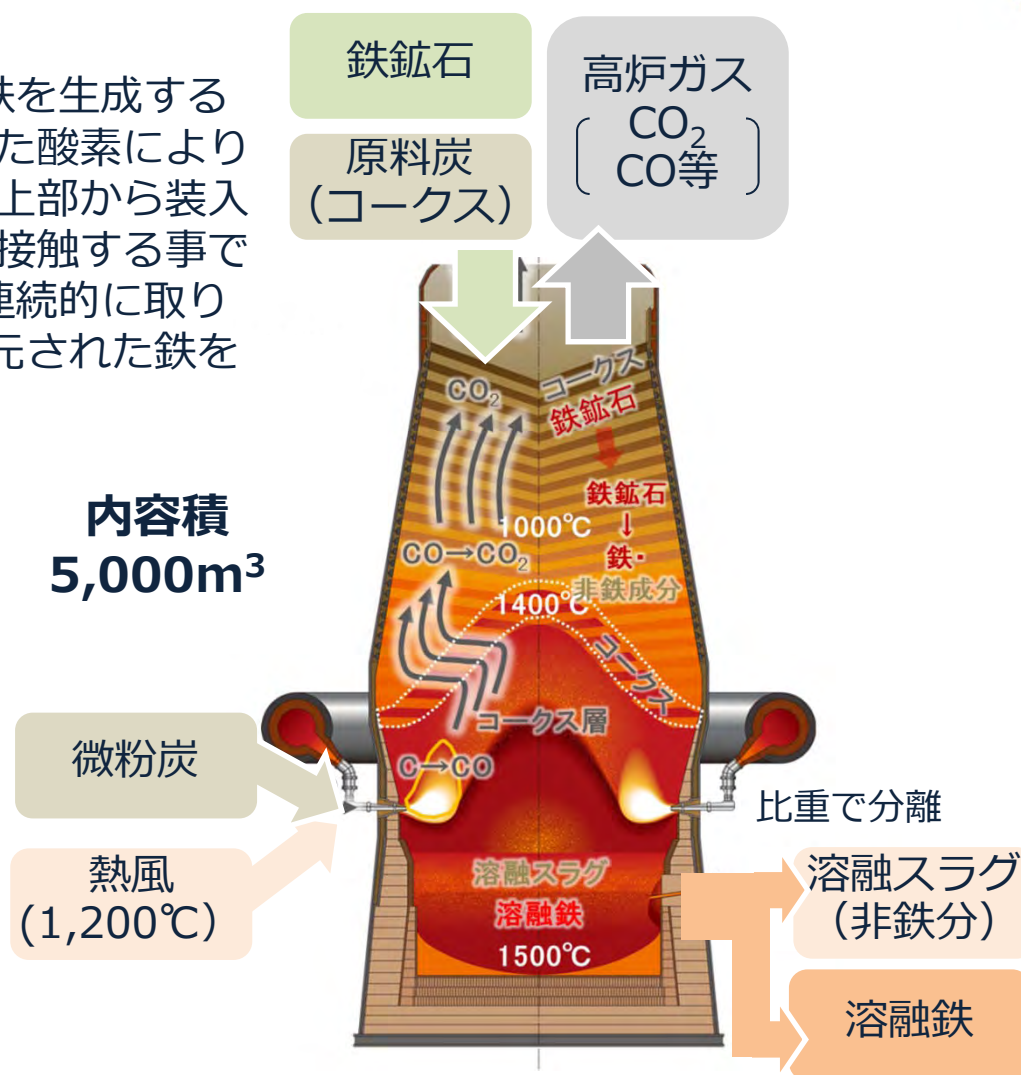 鉄鉱石
原料炭
（コークス）
高炉ガス
CO₂
CO等
鉄を生成する
た酸素により
上部から装入
接触する事で
連続的に取り
元された鉄を
内容積
5,000m³
CO₂
コークス
鉄鉱石
鉄鉱石
↓
鉄・
非鉄成分
1000℃
CO→CO₂
1400℃
コークス
コークス層
C→CO
微粉炭
熱風
(1,200℃）
溶融スラグ
溶融鉄
1500℃
比重で分離
溶融スラグ
（非鉄分）
溶融鉄